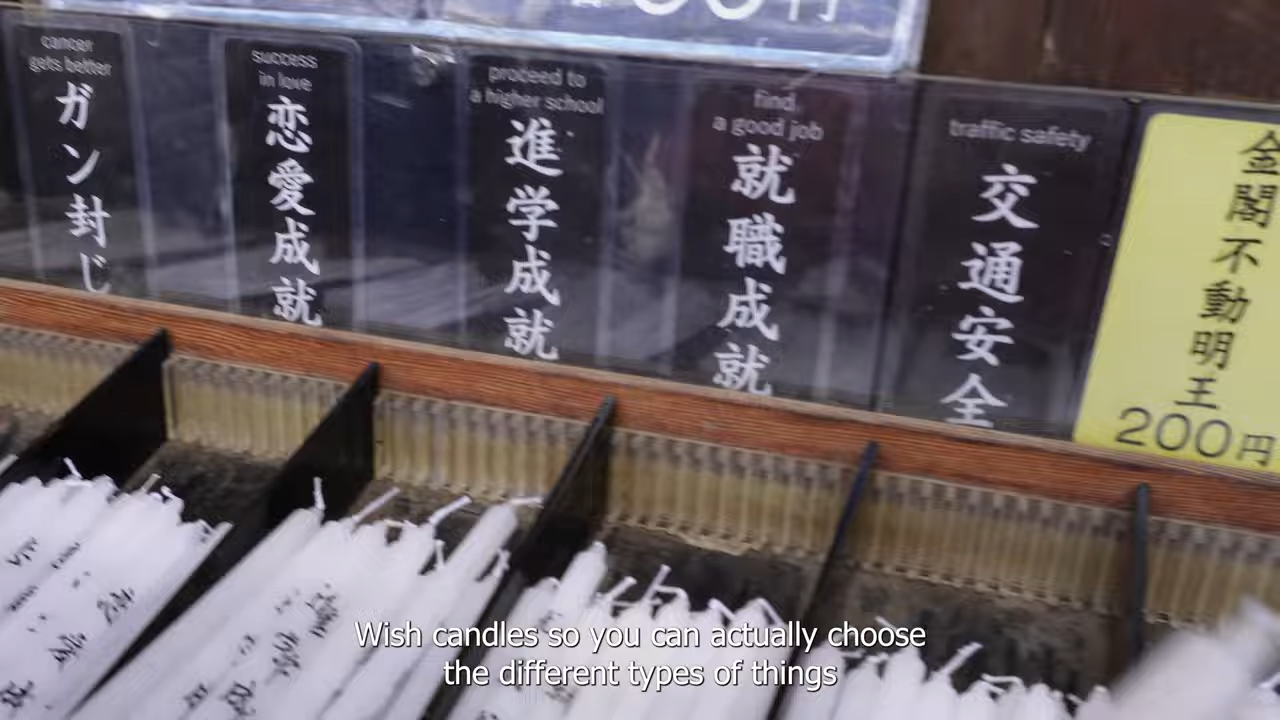 cancer
gets better
ガン封じ
success
in love
恋愛成就
proceed to
a higher school
進学成就
find
a good job
就職成就
traffic safety
交通安全
金閣不動明王
200円
Wish candles so you can actually choose
the different types of things